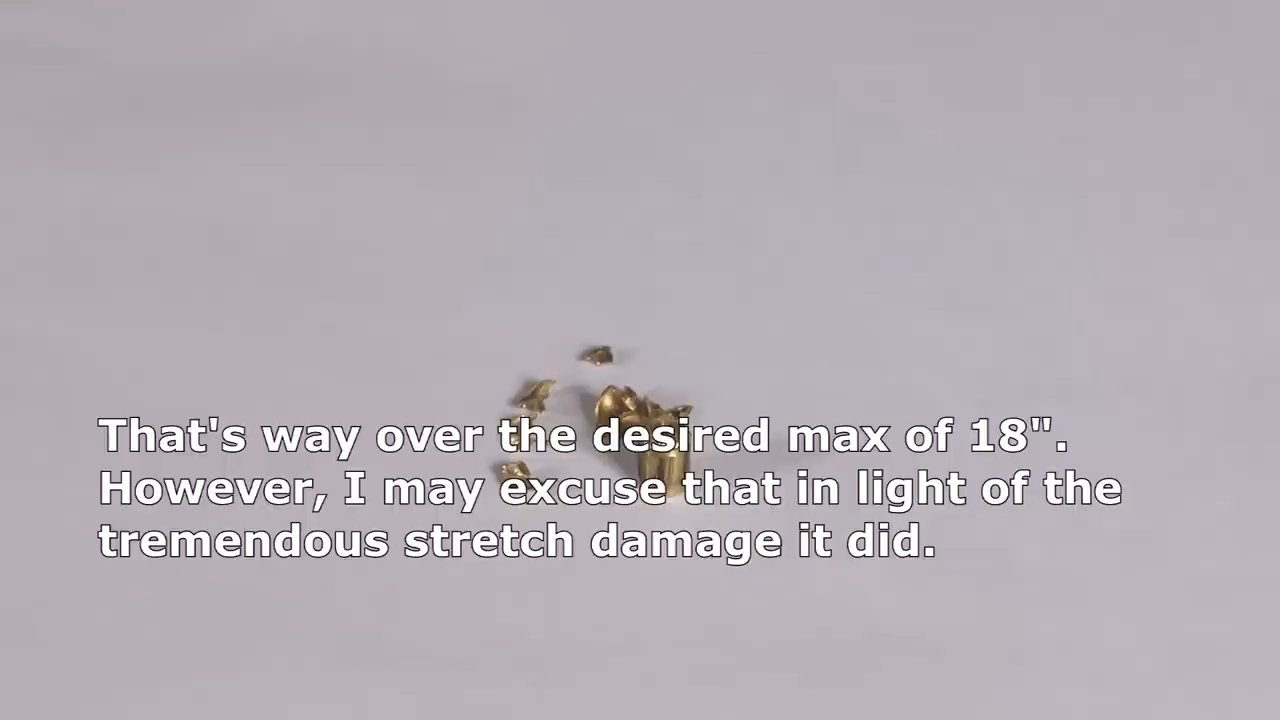 That's way over the desired max of 18".
However, I may excuse that in light of the
tremendous stretch damage it did.